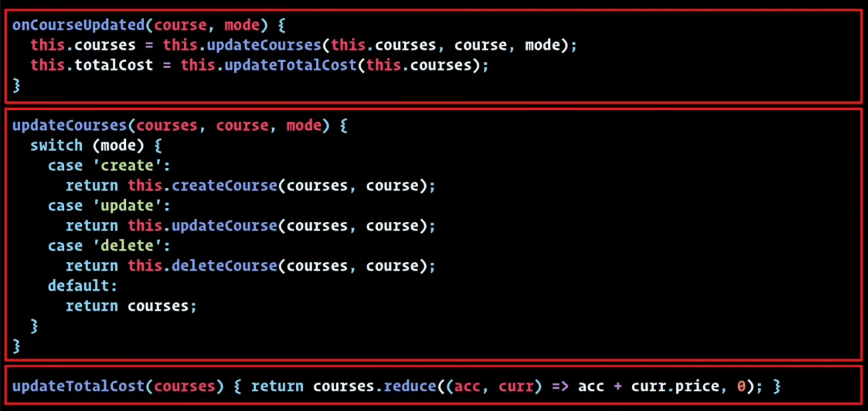 onCourseUpdated(course, mode) {
  this.courses = this.updateCourses(this.courses, course, mode);
  this.totalCost = this.updateTotalCost(this.courses);
}
updateCourses(courses, course, mode) {
  switch (mode) {
    case 'create':
      return this.createCourse(courses, course);
    case 'update':
      return this.updateCourse(courses, course);
    case 'delete':
      return this.deleteCourse(courses, course);
    default:
      return courses;
  }
}
updateTotalCost(courses) { return courses.reduce((acc, curr) => acc + curr.price, 0); }